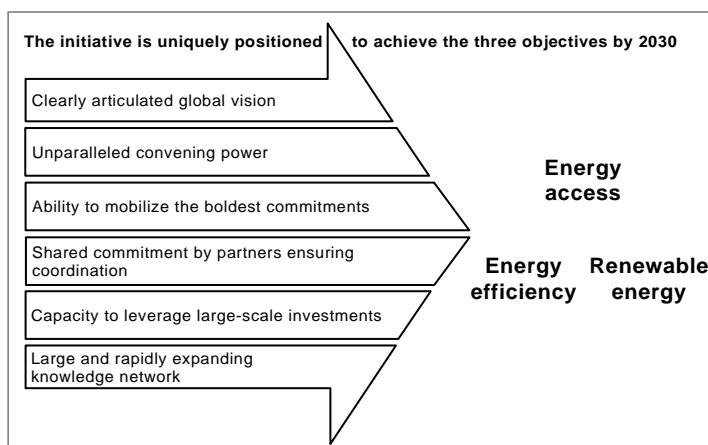 The initiative is uniquely positioned to achieve the three objectives by 2030
Clearly articulated global vision
Unparalleled convening power
Ability to mobilize the boldest commitments
Shared commitment by partners ensuring
coordination
Capacity to leverage large-scale investments
Large and rapidly expanding
knowledge network
Energy
access
Energy
efficiency
Renewable
energy